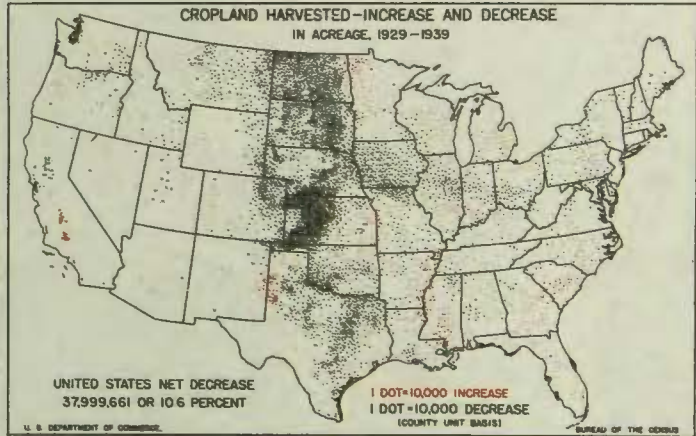 CROPLAND HARVESTED-INCREASE AND DECREASE
IN ACREAGE, 1929-1939
UNITED STATES NET DECREASE
37,999,661 OR 10.6 PERCENT
1 DOT=10,000 INCREASE
1 DOT=10,000 DECREASE
(COUNTY UNIT BASIS)
U. S. DEPARTMENT OF COMMERCE,
BUREAU OF THE CENSUS